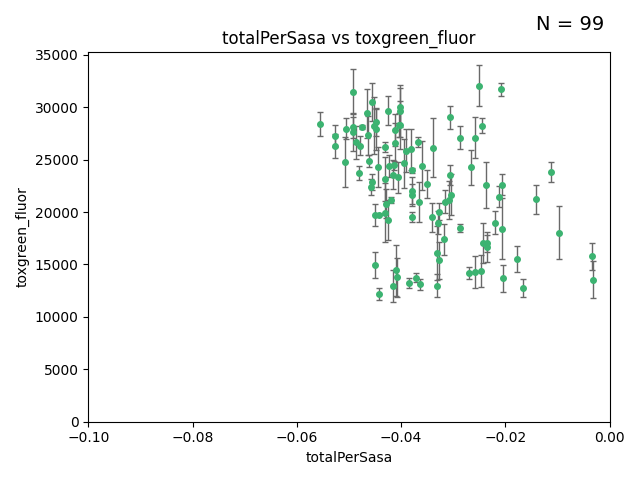 N = 99
totalPerSasa vs toxgreen_fluor
35000
30000
25000
20000
15000
10000
5000
0
toxgreen_fluor
−0.10 −0.08 −0.06 −0.04 −0.02 0.00
totalPerSasa